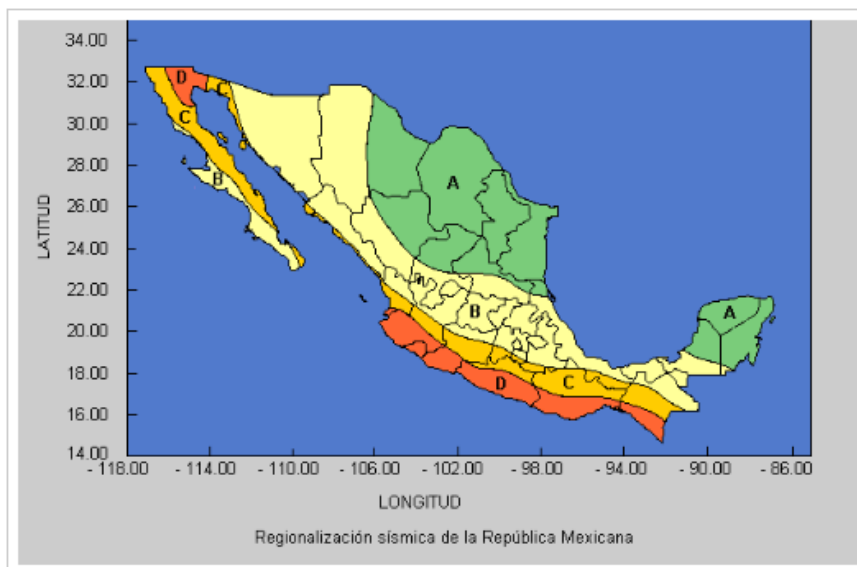 34.00
32.00
30.00
28.00
26.00
24.00
22.00
20.00
18.00
16.00
14.00
LATITUD
D
C
C
B
A
B
A
C
D
- 118.00 - 114.00 - 110.00 - 106.00 - 102.00 - 98.00 - 94.00 - 90.00 - 86.00
LONGITUD
Regionalización sísmica de la República Mexicana